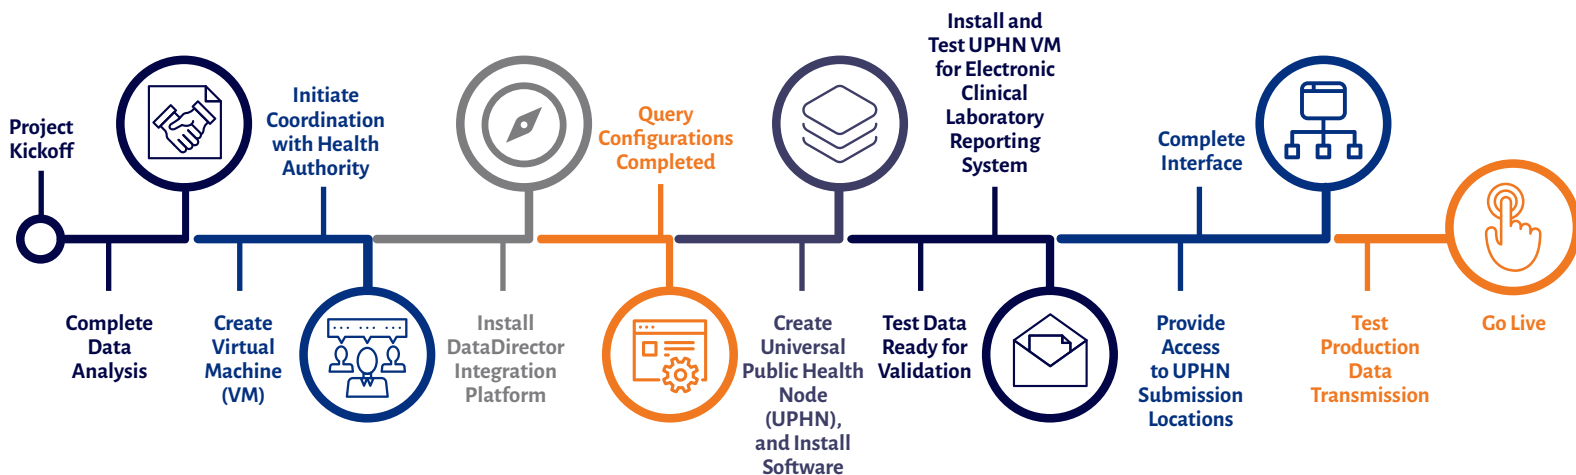 Project
Kickoff
Complete
Data
Analysis
Create
Virtual
Machine
(VM)
Initiate
Coordination
with Health
Authority
Install
DataDirector
Integration
Platform
Query
Configurations
Completed
Create
Universal
Public Health
Node
(UPHN),
and Install
Software
Test Data
Ready for
Validation
Install and
Test UPHN VM
for Electronic
Clinical
Laboratory
Reporting
System
Provide
Access
to UPHN
Submission
Locations
Complete
Interface
Test
Production
Data
Transmission
Go Live